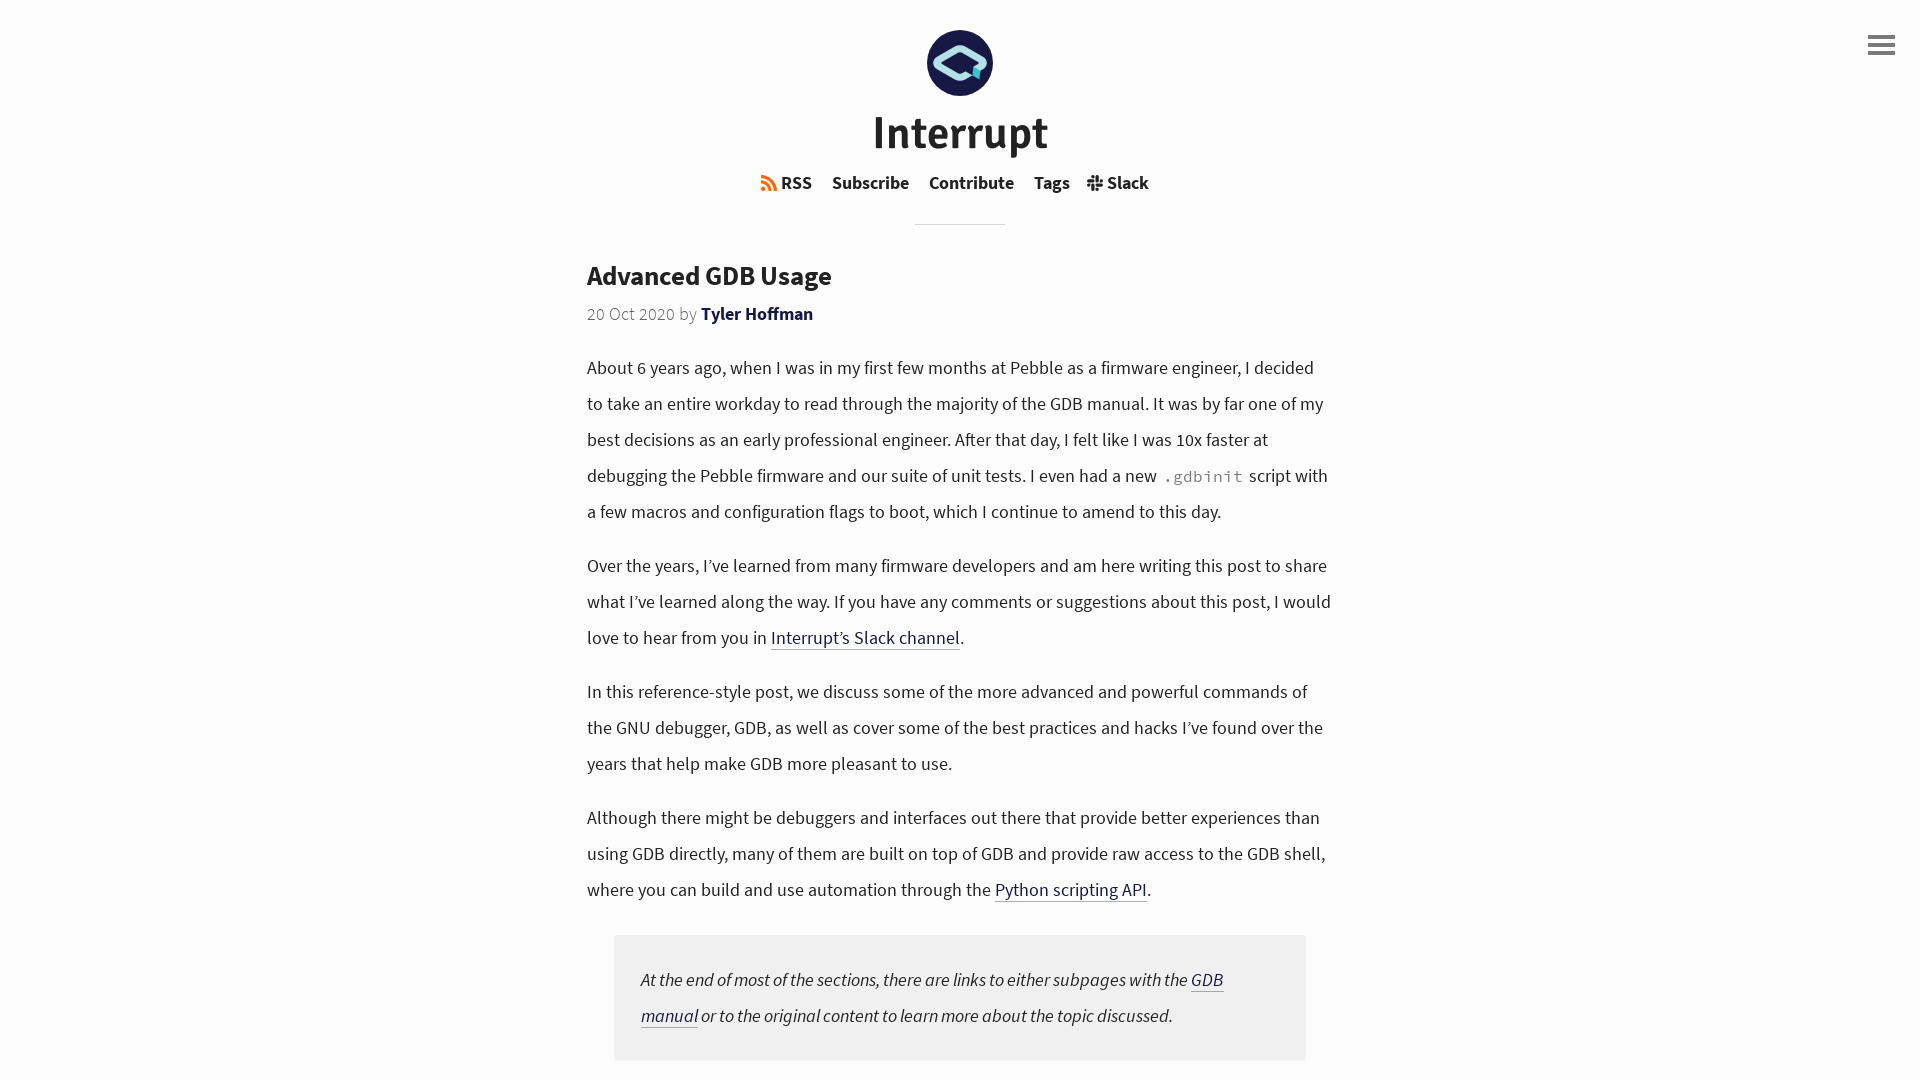 Interrupt
RSS Subscribe Contribute Tags Slack
Advanced GDB Usage
20 Oct 2020 by Tyler Hoffman
About 6 years ago, when I was in my first few months at Pebble as a firmware engineer, I decided
to take an entire workday to read through the majority of the GDB manual. It was by far one of my
best decisions as an early professional engineer. After that day, I felt like I was 10x faster at
debugging the Pebble firmware and our suite of unit tests. I even had a new .gdbinit script with
a few macros and configuration flags to boot, which I continue to amend to this day.
Over the years, I’ve learned from many firmware developers and am here writing this post to share
what I’ve learned along the way. If you have any comments or suggestions about this post, I would
love to hear from you in Interrupt’s Slack channel.
In this reference-style post, we discuss some of the more advanced and powerful commands of
the GNU debugger, GDB, as well as cover some of the best practices and hacks I’ve found over the
years that help make GDB more pleasant to use.
Although there might be debuggers and interfaces out there that provide better experiences than
using GDB directly, many of them are built on top of GDB and provide raw access to the GDB shell,
where you can build and use automation through the Python scripting API.
At the end of most of the sections, there are links to either subpages with the GDB
manual or to the original content to learn more about the topic discussed.